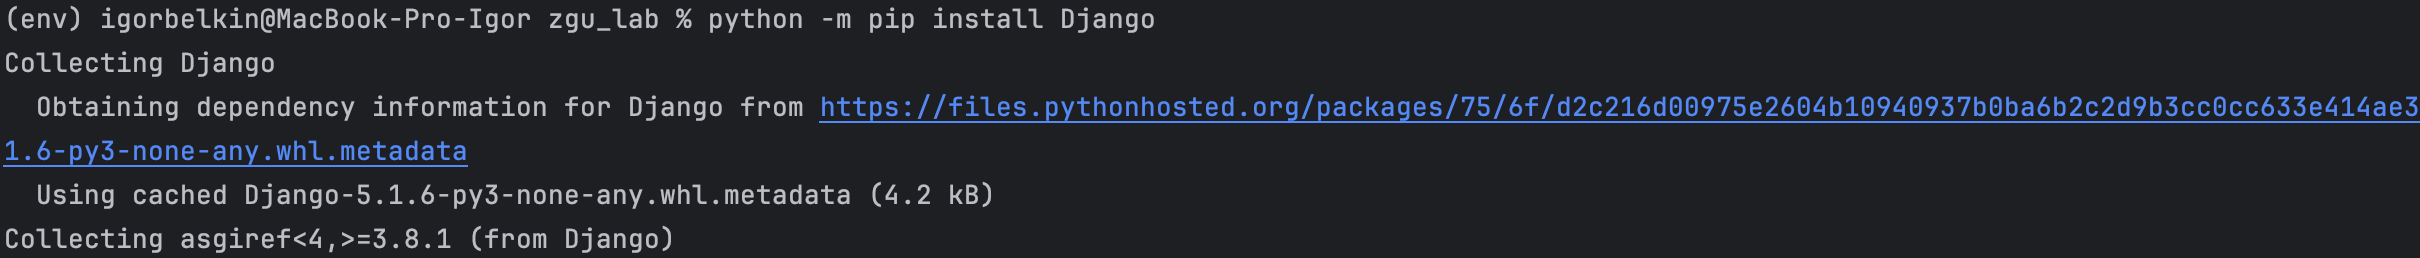 (env) igorbelkin@MacBook-Pro-Igor zgu_lab % python -m pip install Django
Collecting Django
  Obtaining dependency information for Django from https://files.pythonhosted.org/packages/75/6f/d2c216d00975e2604b10940937b0ba6b2c2d9b3cc0cc633e414ae3
1.6-py3-none-any.whl.metadata
  Using cached Django-5.1.6-py3-none-any.whl.metadata (4.2 kB)
Collecting asgiref<4,>=3.8.1 (from Django)